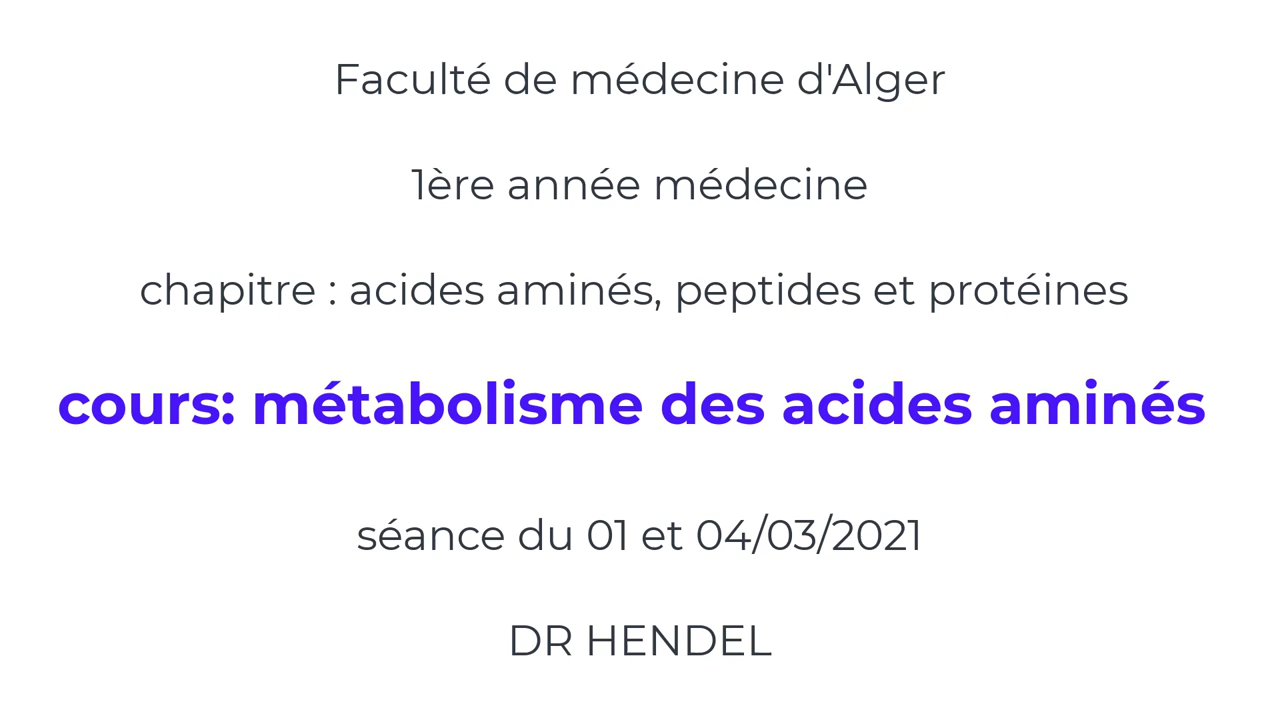 Faculté de médecine d'Alger
1ère année médecine
chapitre : acides aminés, peptides et protéines
cours: métabolisme des acides aminés
séance du 01 et 04/03/2021
DR HENDEL